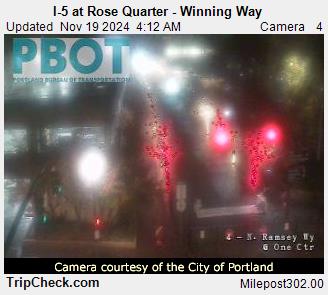 I-5 at Rose Quarter - Winning Way
Updated Nov 19 2024 4:12 AM Camera 4
PBOT
PORTLAND BUREAU OF TRANSPORTATION
4 - N. Ramsey Wy
@ One Ctr
Camera courtesy of the City of Portland
TripCheck.com Milepost302.00